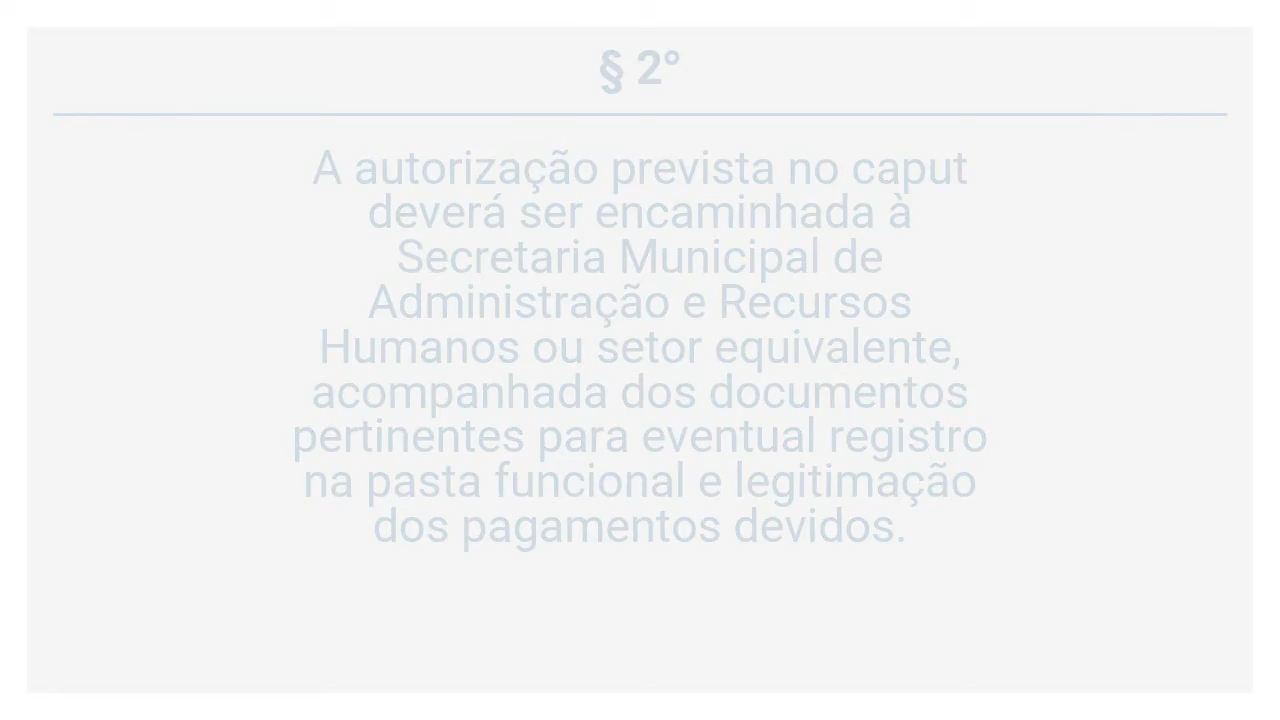 § 2°
A autorização prevista no caput
deverá ser encaminhada à
Secretaria Municipal de
Administração e Recursos
Humanos ou setor equivalente,
acompanhada dos documentos
pertinentes para eventual registro
na pasta funcional e legitimação
dos pagamentos devidos.